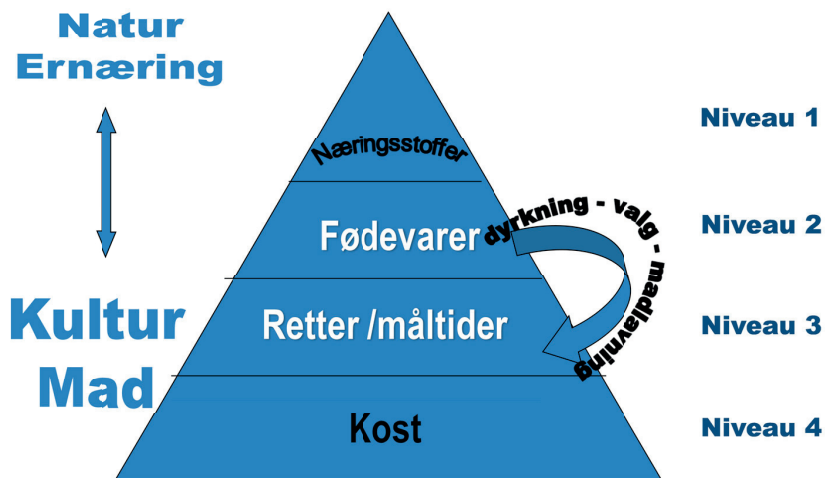 Natur
Ernæring
Kultur
Mad
Næringsstoffer
Fødevarer
Retter /måltider
Kost
dyrkning - valg - madlavning
Niveau 1
Niveau 2
Niveau 3
Niveau 4